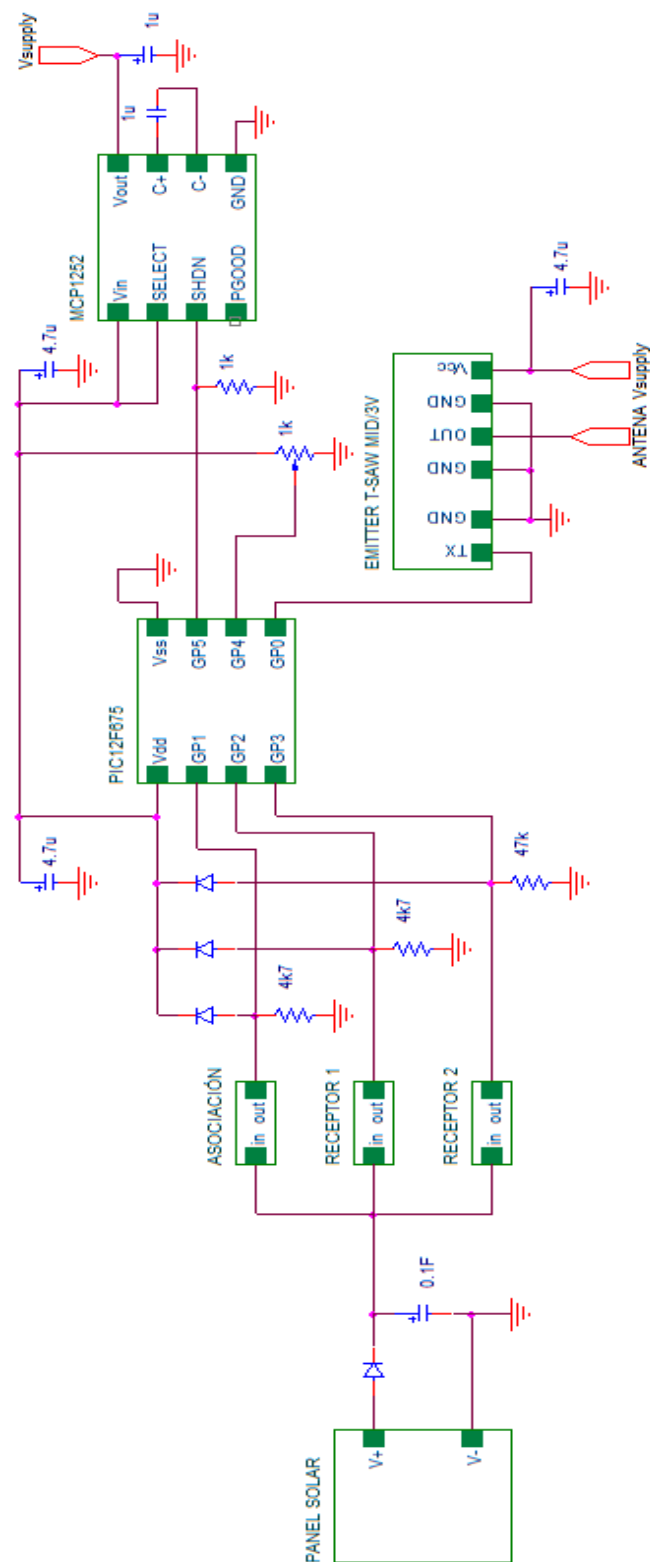 PANEL SOLAR
V+
V-
0.1F
ASOCIACIÓN
in out
RECEPTOR 1
in out
RECEPTOR 2
in out
4k7
4k7
47k
4.7u
PIC12F675
Vdd
GP1
GP2
GP3
Vss
GP5
GP4
GP0
4.7u
1k
1k
MCP1252
Vin
SELECT
SHDN
PGOOD
Vout
C+
C-
GND
1u
1u
Vsupply
EMITTER T-SAW MID/3V
TX
GND
GND
OUT
GND
Vcc
4.7u
ANTENA Vsupply